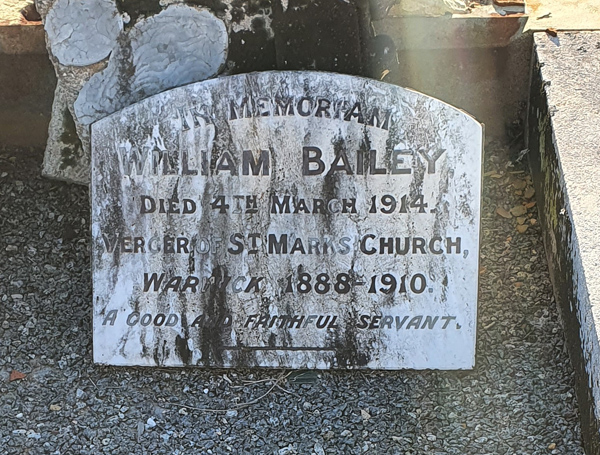 IN MEMORIAM
WILLIAM BAILEY
DIED 4TH MARCH 1914.
VERGER OF ST MARKS CHURCH,
WARWICK 1888-1910.
A GOOD AND FAITHFUL SERVANT.